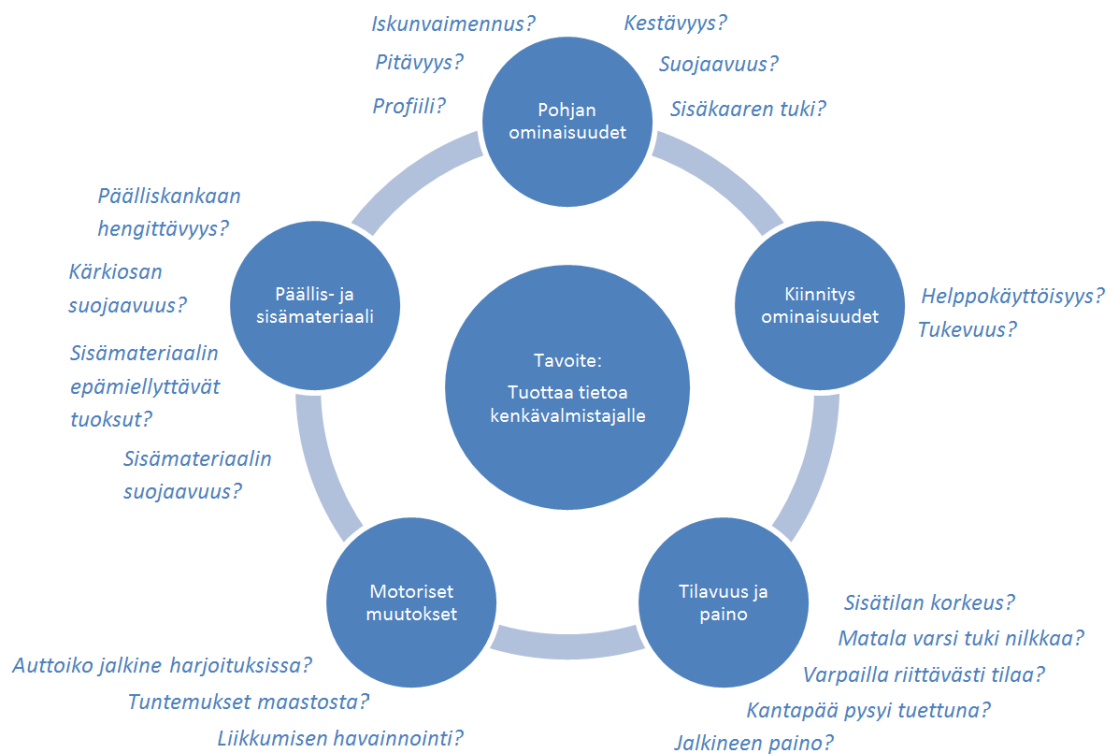 Iskunvaimennus?
Kestävyys?
Pitävyys?
Suojaavuus?
Profiili?
Sisäkaaren tuki?
Pohjan
ominaisuudet
Päälliskankaan
hengittävyys?
Kärkiosan
suojaavuus?
Sisämateriaalin
epämiellyttävät
tuoksut?
Sisämateriaalin
suojaavuus?
Päällis- ja
sisämateriaali
Tavoite:
Tuottaa tietoa
kenkävalmistajalle
Kiinnitys
ominaisuudet
Helppokäyttöisyys?
Tukevuus?
Motoriset
muutokset
Auttoiko jalkine harjoituksissa?
Tuntemukset maastosta?
Liikkumisen havainnointi?
Tilavuus ja
paino
Sisätilan korkeus?
Matala varsi tuki nilkkaa?
Varpailla riittävästi tilaa?
Kantapää pysyi tuettuna?
Jalkineen paino?